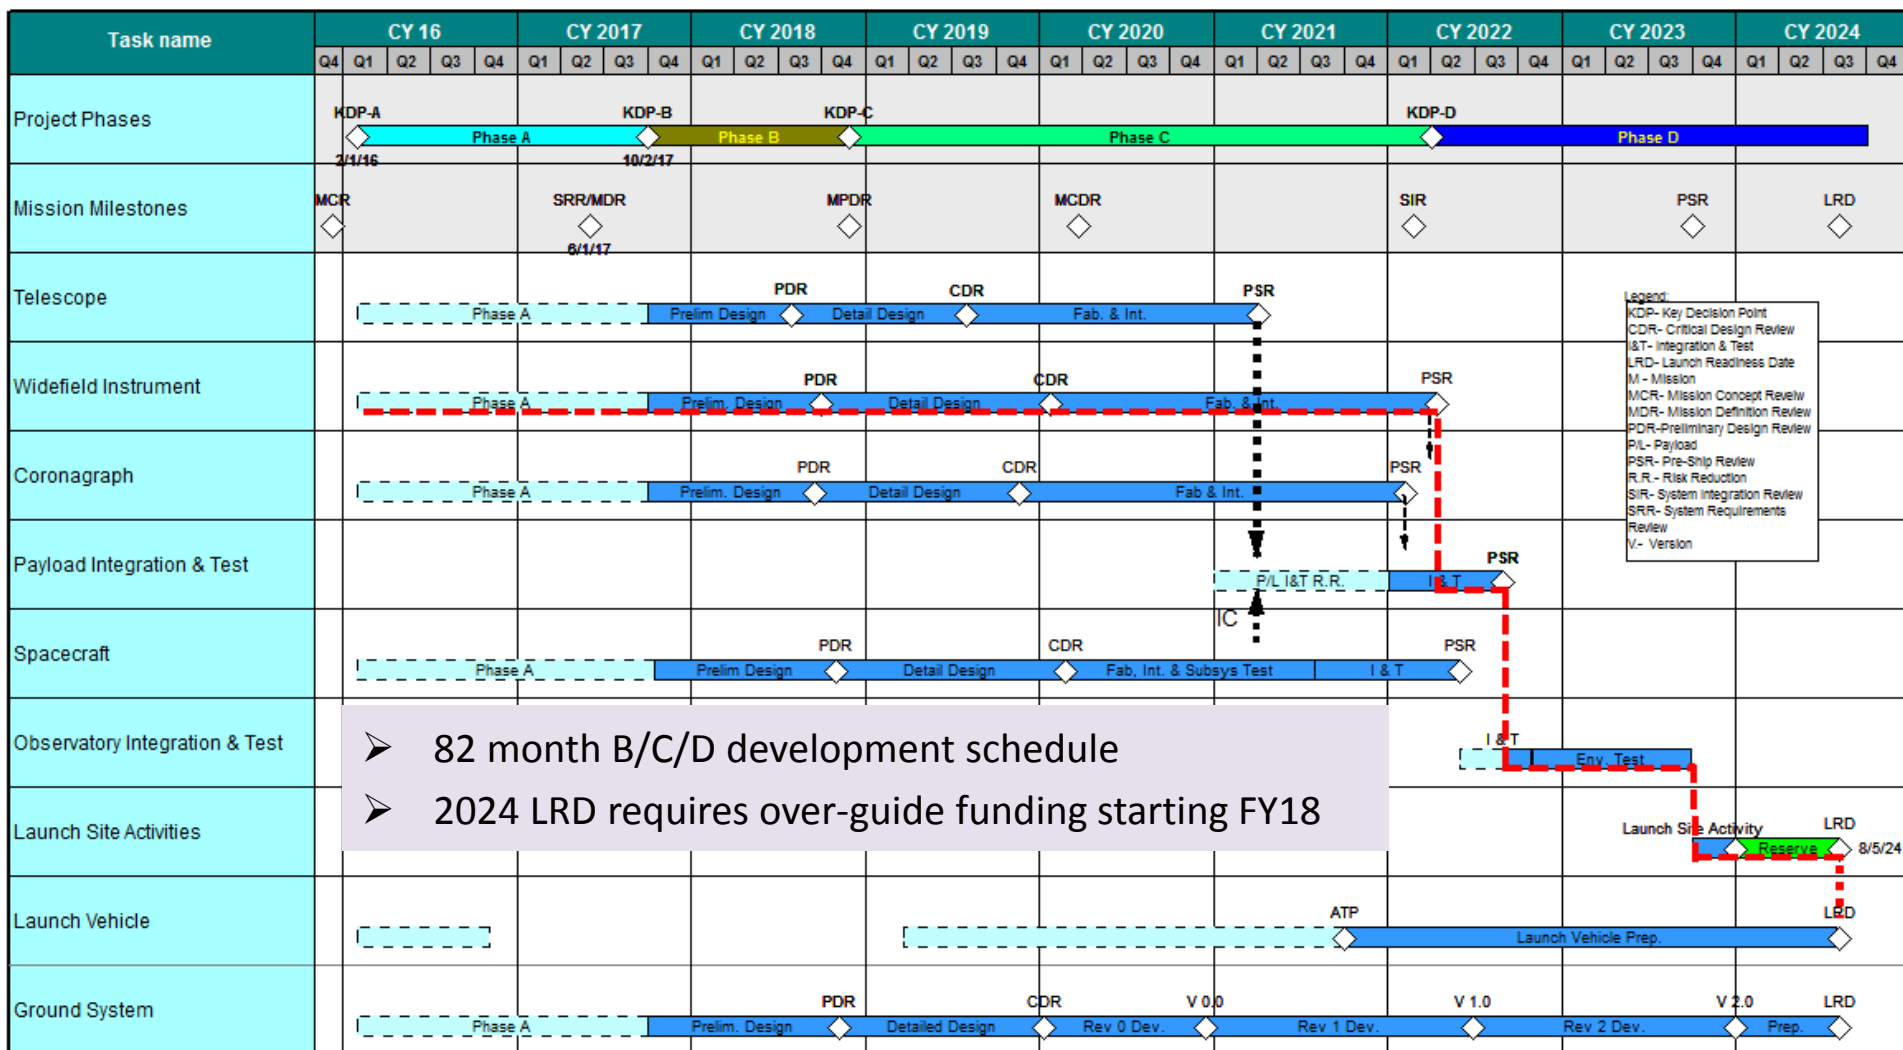 Task name
CY 16 CY 2017 CY 2018 CY 2019 CY 2020 CY 2021 CY 2022 CY 2023 CY 2024
Q4 Q1 Q2 Q3 Q4 Q1 Q2 Q3 Q4 Q1 Q2 Q3 Q4 Q1 Q2 Q3 Q4 Q1 Q2 Q3 Q4 Q1 Q2 Q3 Q4 Q1 Q2 Q3 Q4 Q1 Q2 Q3 Q4 Q1 Q2 Q3 Q4
Project Phases
KDP-A KDP-B KDP-C KDP-D
Phase A Phase B Phase C Phase D
2/1/16 10/2/17
Mission Milestones
MCR SRR/MDR MPDR MCDR SIR PSR LRD
6/1/17
Telescope
PDR CDR PSR
Phase A Prelim Design Detail Design Fab. & Int.
Legend:
KDP- Key Decision Point
CDR- Critical Design Review
I&T- Integration & Test
LRD- Launch Readiness Date
M - Mission
MCR- Mission Concept Reveiw
MDR- Mission Definition Review
PDR-Preliminary Design Review
P/L- Payload
PSR- Pre-Ship Review
R.R.- Risk Reduction
SIR- System Integration Review
SRR- System Requirements
Review
V.- Version
Widefield Instrument
PDR CDR PSR
Phase A Prelim. Design Detail Design Fab. & Int.
Coronagraph
PDR CDR PSR
Phase A Prelim. Design Detail Design Fab & Int.
Payload Integration & Test
PSR
P/L I&T R.R. I & T
IC
Spacecraft
PDR CDR PSR
Phase A Prelim Design Detail Design Fab, Int. & Subsys Test I & T
Observatory Integration & Test
I & T
Env. Test
➢ 82 month B/C/D development schedule
➢ 2024 LRD requires over-guide funding starting FY18
Launch Site Activities
Launch Site Activity LRD
Reserve 8/5/24
Launch Vehicle
ATP LRD
Launch Vehicle Prep.
Ground System
PDR CDR V 0.0 V 1.0 V 2.0 LRD
Phase A Prelim. Design Detailed Design Rev 0 Dev. Rev 1 Dev. Rev 2 Dev. Prep.